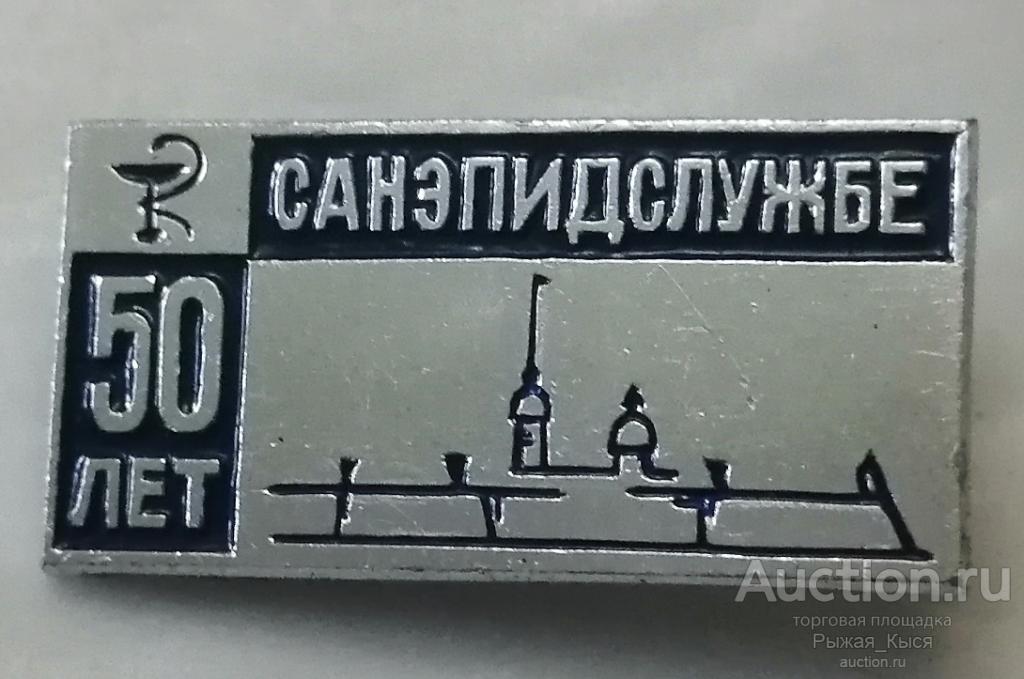 САНЭПИДСЛУЖБЕ
50
ЛЕТ
Auction.ru
торговая площадка
Рыжая_Кыся
auction.ru